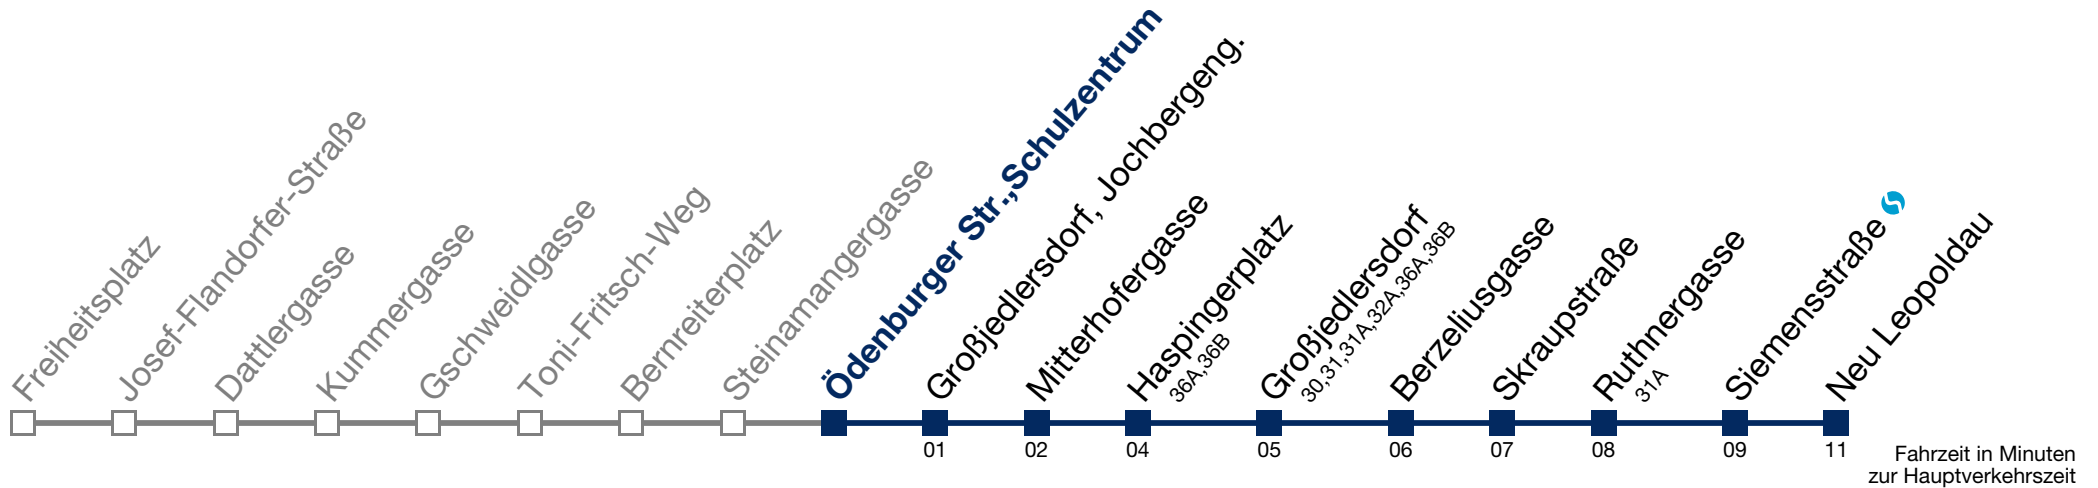 Freiheitsplatz
Josef-Flandorfer-Straße
Dattlergasse
Kummergasse
Gschweidlgasse
Toni-Fritsch-Weg
Bernreiterplatz
Steinamangergasse
Ödenburger Str.,Schulzentrum
Großjedlersdorf, Jochbergeng.
Mitterhofergasse
Haspingerplatz
36A,36B
Großjedlersdorf
30,31,31A,32A,36A,36B
Berzeliusgasse
Skraupstraße
Ruthnergasse
31A
Siemensstraße
Neu Leopoldau
01
02
04
05
06
07
08
09
11
Fahrzeit in Minuten
zur Hauptverkehrszeit